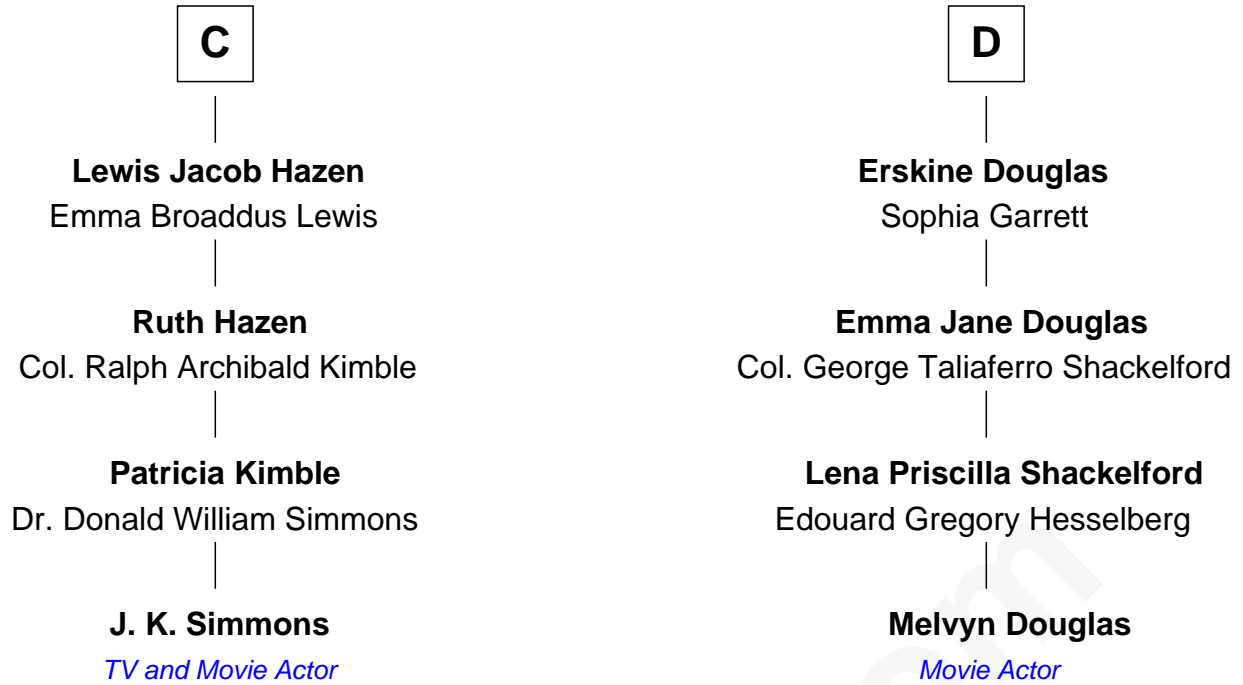 C
Lewis Jacob Hazen
Emma Broaddus Lewis
Ruth Hazen
Col. Ralph Archibald Kimble
Patricia Kimble
Dr. Donald William Simmons
J. K. Simmons
TV and Movie Actor
D
Erskine Douglas
Sophia Garrett
Emma Jane Douglas
Col. George Taliaferro Shackelford
Lena Priscilla Shackelford
Edouard Gregory Hesselberg
Melvyn Douglas
Movie Actor